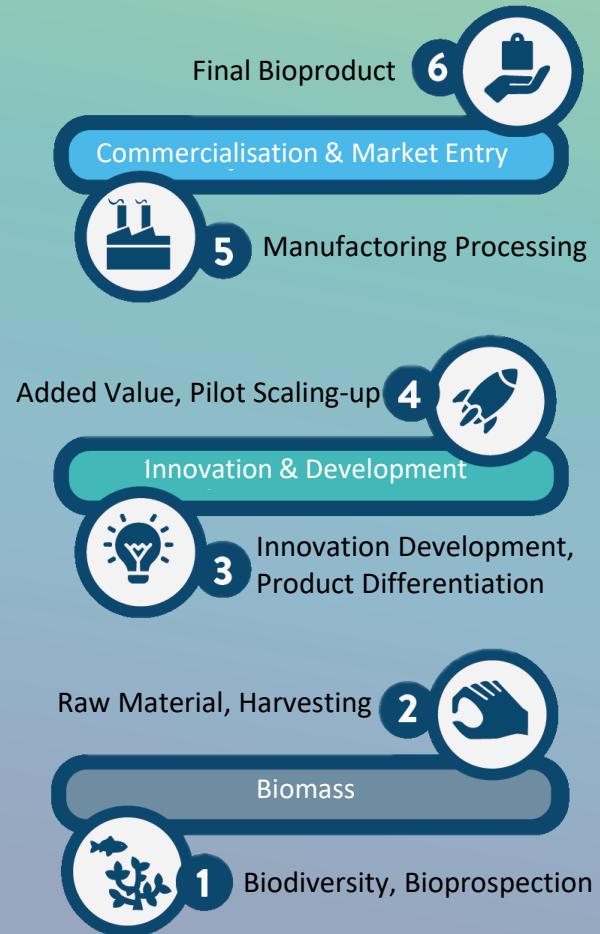 Final Bioproduct 6
Commercialisation & Market Entry
5 Manufactoring Processing
Added Value, Pilot Scaling-up 4
Innovation & Development
3 Innovation Development,
Product Differentiation
Raw Material, Harvesting 2
Biomass
1 Biodiversity, Bioprospection